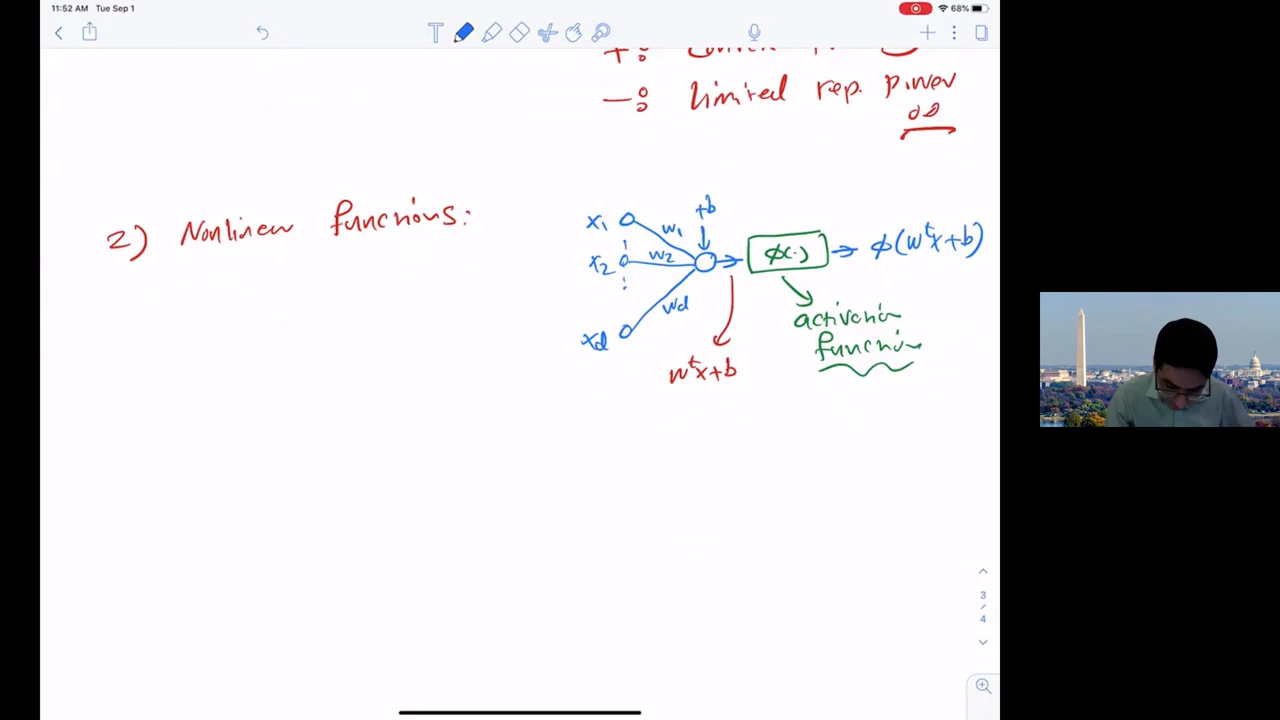 11:52 AM Tue Sep 1
68%
T
+:
-: limited rep. power
2) Nonlinear functions:
+b
x1 w1
x2 w2
xd wd
ϕ(.)
ϕ(wᵗx+b)
activation
function
wᵗx+b
3
/
4